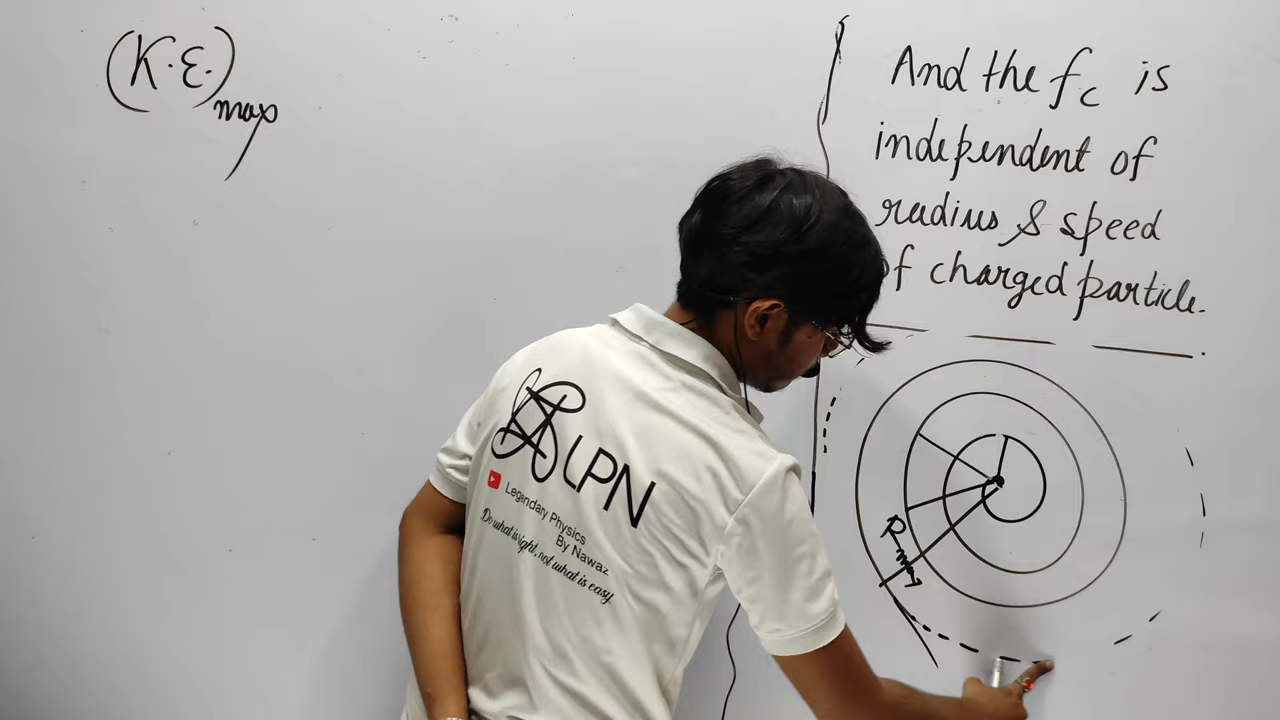 (K.E.)max
And the fc is
independent of
radius & speed
of charged particle.
Rmax
LPN
Legendary Physics
By Nawaz
Do what is right, not what is easy